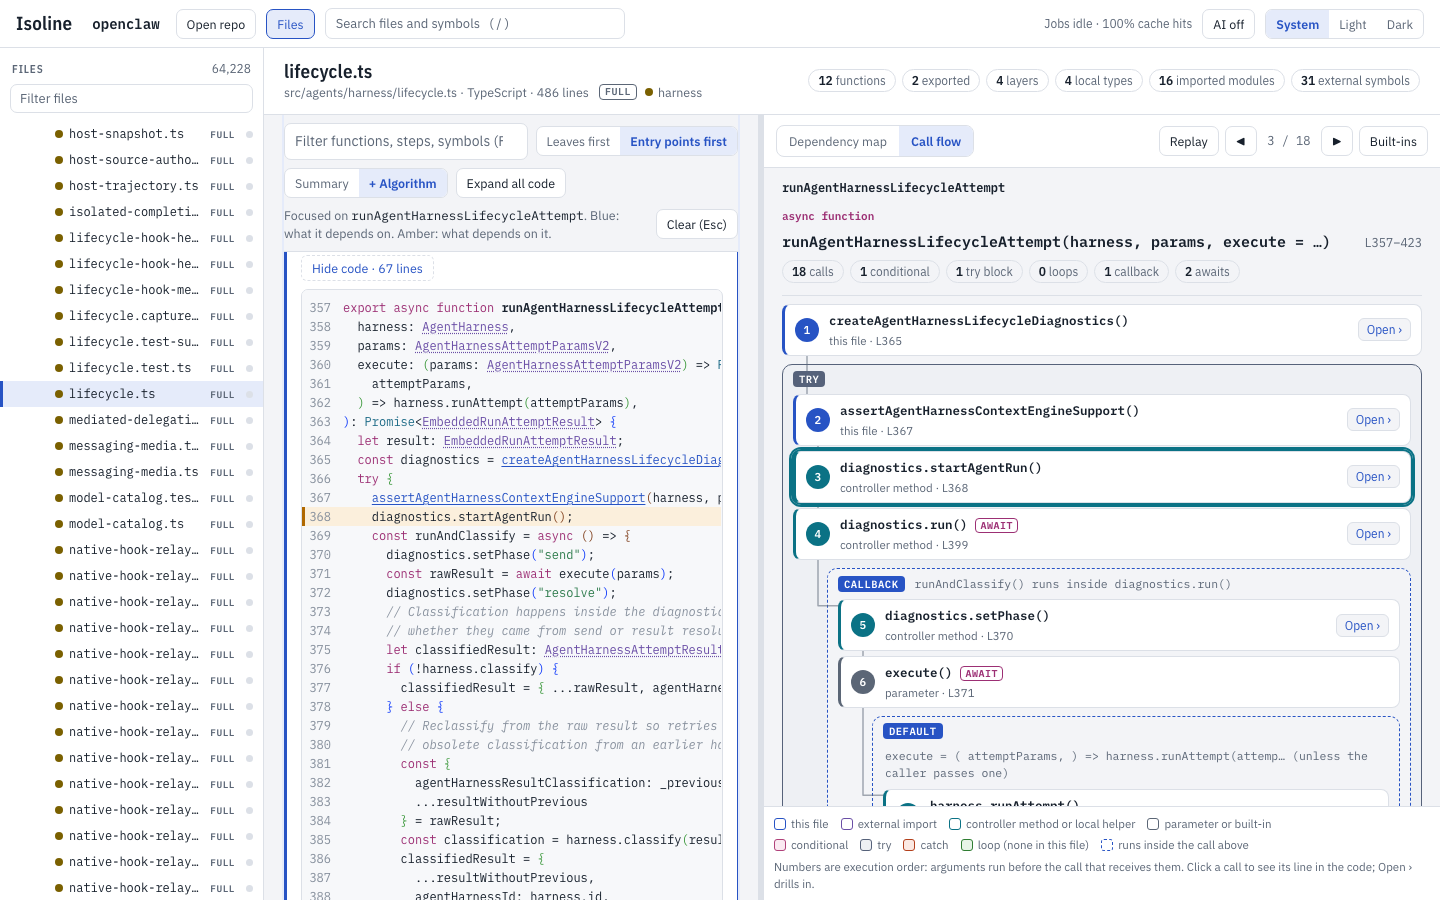 Isoline openclaw Open repo Files Search files and symbols (/) Jobs idle · 100% cache hits AI off System Light Dark
FILES 64,228
Filter files
host-snapshot.ts FULL
host-source-autho… FULL
host-trajectory.ts FULL
isolated-completi… FULL
lifecycle-hook-he… FULL
lifecycle-hook-he… FULL
lifecycle-hook-me… FULL
lifecycle.capture… FULL
lifecycle.test-su… FULL
lifecycle.test.ts FULL
lifecycle.ts FULL
mediated-delegati… FULL
messaging-media.t… FULL
messaging-media.ts FULL
model-catalog.tes… FULL
model-catalog.ts FULL
native-hook-relay… FULL
native-hook-relay… FULL
native-hook-relay… FULL
native-hook-relay… FULL
native-hook-relay… FULL
native-hook-relay… FULL
native-hook-relay… FULL
native-hook-relay… FULL
native-hook-relay… FULL
native-hook-relay… FULL
native-hook-relay… FULL
native-hook-relay… FULL
native-hook-relay… FULL
native-hook-relay… FULL
lifecycle.ts
src/agents/harness/lifecycle.ts · TypeScript · 486 lines FULL harness
12 functions 2 exported 4 layers 4 local types 16 imported modules 31 external symbols
Filter functions, steps, symbols (F Leaves first Entry points first
Summary + Algorithm Expand all code
Focused on runAgentHarnessLifecycleAttempt. Blue:
what it depends on. Amber: what depends on it.
Clear (Esc)
Hide code · 67 lines
357 export async function runAgentHarnessLifecycleAttempt
358 harness: AgentHarness,
359 params: AgentHarnessAttemptParamsV2,
360 execute: (params: AgentHarnessAttemptParamsV2) =>
361 attemptParams,
362 ) => harness.runAttempt(attemptParams),
363 ): Promise<EmbeddedRunAttemptResult> {
364 let result: EmbeddedRunAttemptResult;
365 const diagnostics = createAgentHarnessLifecycleDiag
366 try {
367 assertAgentHarnessContextEngineSupport(harness, p
368 diagnostics.startAgentRun();
369 const runAndClassify = async () => {
370 diagnostics.setPhase("send");
371 const rawResult = await execute(params);
372 diagnostics.setPhase("resolve");
373 // Classification happens inside the diagnostic
374 // whether they came from send or result resolu
375 let classifiedResult: AgentHarnessAttemptResult
376 if (!harness.classify) {
377 classifiedResult = { ...rawResult, agentHarne
378 } else {
379 // Reclassify from the raw result so retries
380 // obsolete classification from an earlier ha
381 const {
382 agentHarnessResultClassification: _previous
383 ...resultWithoutPrevious
384 } = rawResult;
385 const classification = harness.classify(resul
386 classifiedResult = {
387 ...resultWithoutPrevious,
388 agentHarnessId: harness.id,
Dependency map Call flow Replay ◀ 3 / 18 ▶ Built-ins
runAgentHarnessLifecycleAttempt
async function
runAgentHarnessLifecycleAttempt(harness, params, execute = …) L357–423
18 calls 1 conditional 1 try block 0 loops 1 callback 2 awaits
1 createAgentHarnessLifecycleDiagnostics() Open ›
this file · L365
TRY
2 assertAgentHarnessContextEngineSupport() Open ›
this file · L367
3 diagnostics.startAgentRun() Open ›
controller method · L368
4 diagnostics.run() AWAIT Open ›
controller method · L399
CALLBACK runAndClassify() runs inside diagnostics.run()
5 diagnostics.setPhase() Open ›
controller method · L370
6 execute() AWAIT
parameter · L371
DEFAULT
execute = ( attemptParams, ) => harness.runAttempt(attemp… (unless the
caller passes one)
harness.runAttempt()
this file external import controller method or local helper parameter or built-in
conditional try catch loop (none in this file) runs inside the call above
Numbers are execution order: arguments run before the call that receives them. Click a call to see its line in the code; Open ›
drills in.